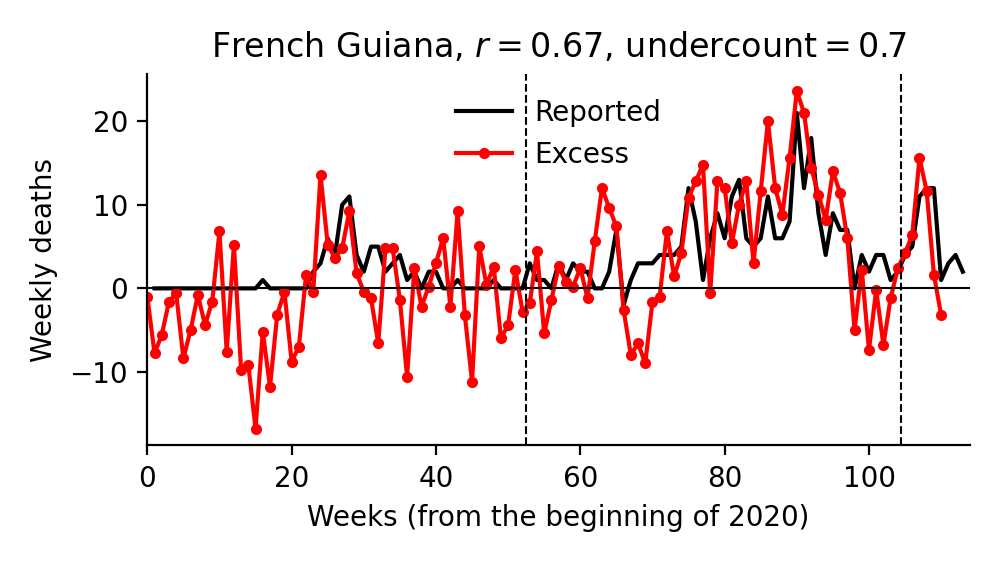 French Guiana, r = 0.67, undercount = 0.7
Reported
Excess
Weekly deaths
20
10
0
−10
0 20 40 60 80 100
Weeks (from the beginning of 2020)